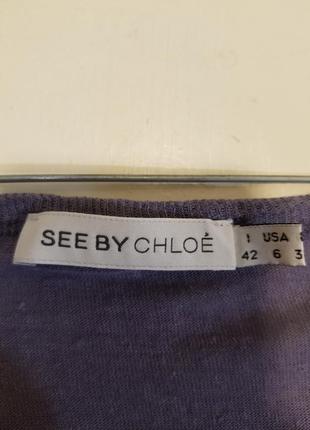 SEE BY CHLOÉ
I USA
42 6 3